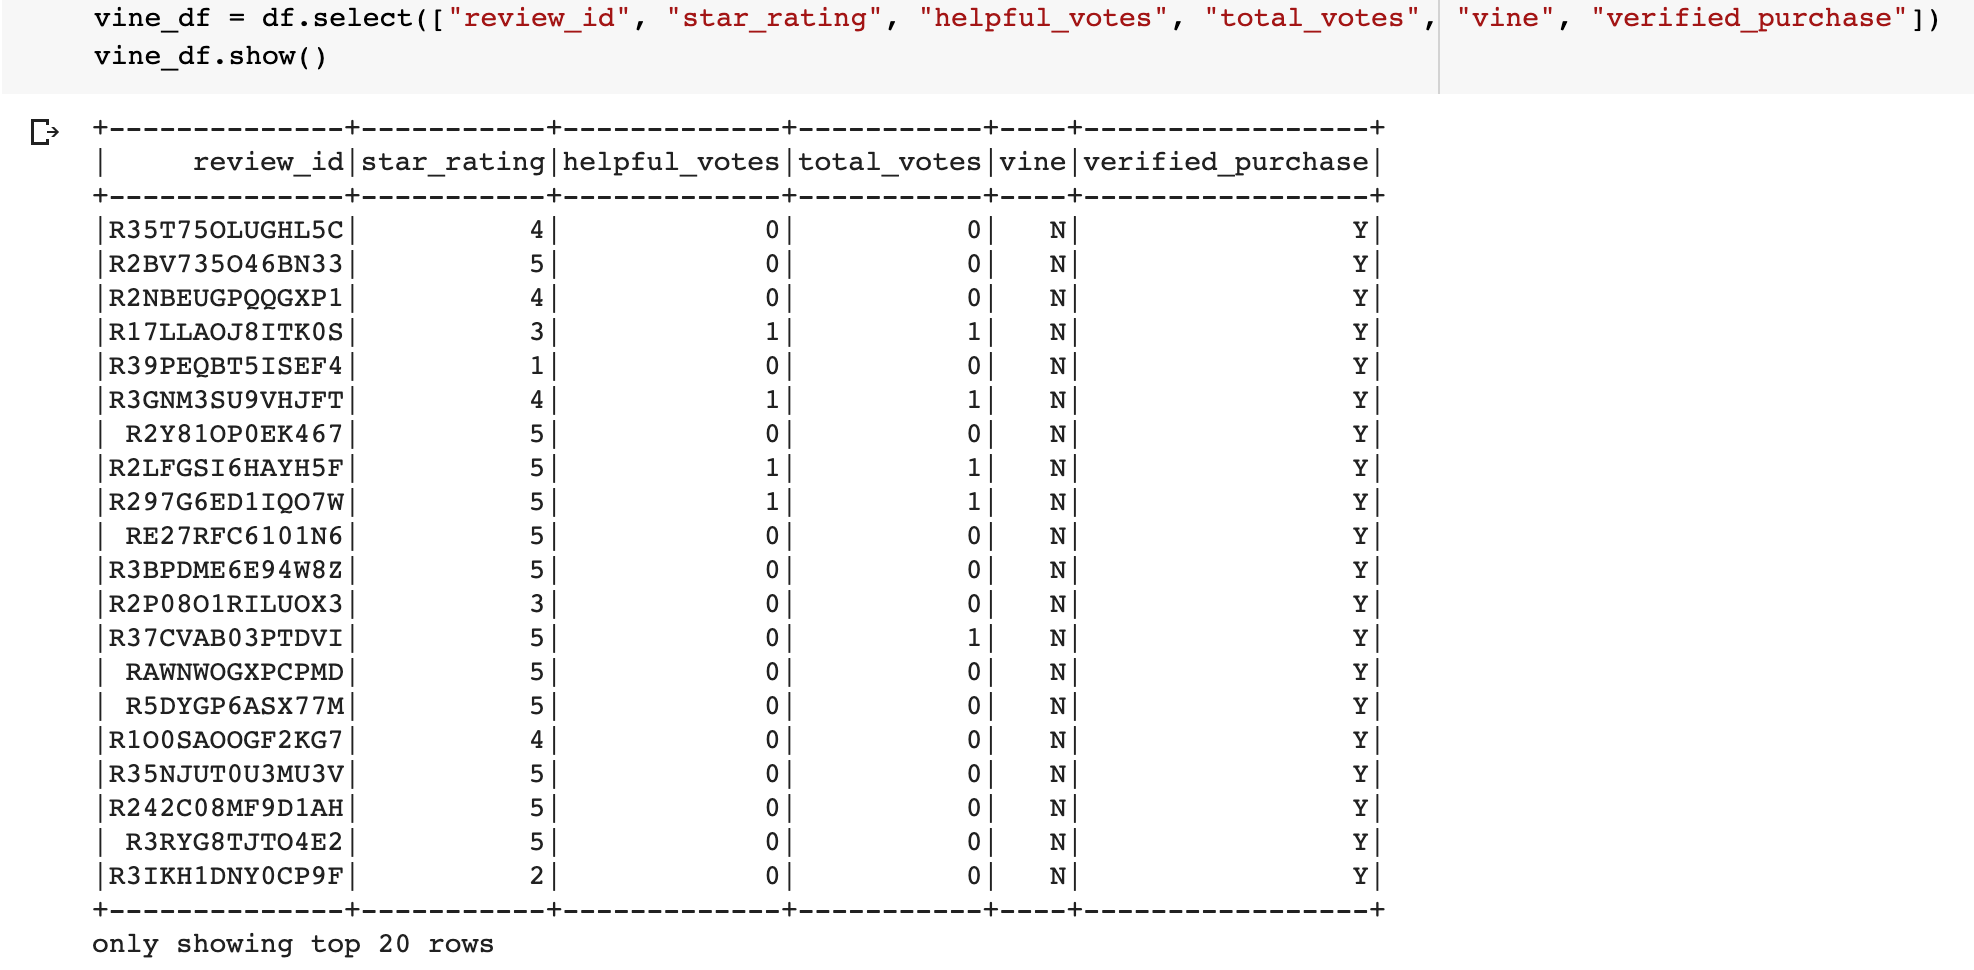 vine_df = df.select(["review_id", "star_rating", "helpful_votes", "total_votes", "vine", "verified_purchase"])
vine_df.show()
+--------------+-----------+-------------+-----------+----+-----------------+
|     review_id|star_rating|helpful_votes|total_votes|vine|verified_purchase|
+--------------+-----------+-------------+-----------+----+-----------------+
|R35T75OLUGHL5C|          4|            0|          0|   N|                Y|
|R2BV735O46BN33|          5|            0|          0|   N|                Y|
|R2NBEUGPQQGXP1|          4|            0|          0|   N|                Y|
|R17LLAOJ8ITK0S|          3|            1|          1|   N|                Y|
|R39PEQBT5ISEF4|          1|            0|          0|   N|                Y|
|R3GNM3SU9VHJFT|          4|            1|          1|   N|                Y|
| R2Y81OP0EK467|          5|            0|          0|   N|                Y|
|R2LFGSI6HAYH5F|          5|            1|          1|   N|                Y|
|R297G6ED1IQO7W|          5|            1|          1|   N|                Y|
| RE27RFC6101N6|          5|            0|          0|   N|                Y|
|R3BPDME6E94W8Z|          5|            0|          0|   N|                Y|
|R2P08O1RILUOX3|          3|            0|          0|   N|                Y|
|R37CVAB03PTDVI|          5|            0|          1|   N|                Y|
| RAWNWOGXPCPMD|          5|            0|          0|   N|                Y|
| R5DYGP6ASX77M|          5|            0|          0|   N|                Y|
|R1O0SAOOGF2KG7|          4|            0|          0|   N|                Y|
|R35NJUT0U3MU3V|          5|            0|          0|   N|                Y|
|R242C08MF9D1AH|          5|            0|          0|   N|                Y|
| R3RYG8TJTO4E2|          5|            0|          0|   N|                Y|
|R3IKH1DNY0CP9F|          2|            0|          0|   N|                Y|
+--------------+-----------+-------------+-----------+----+-----------------+
only showing top 20 rows